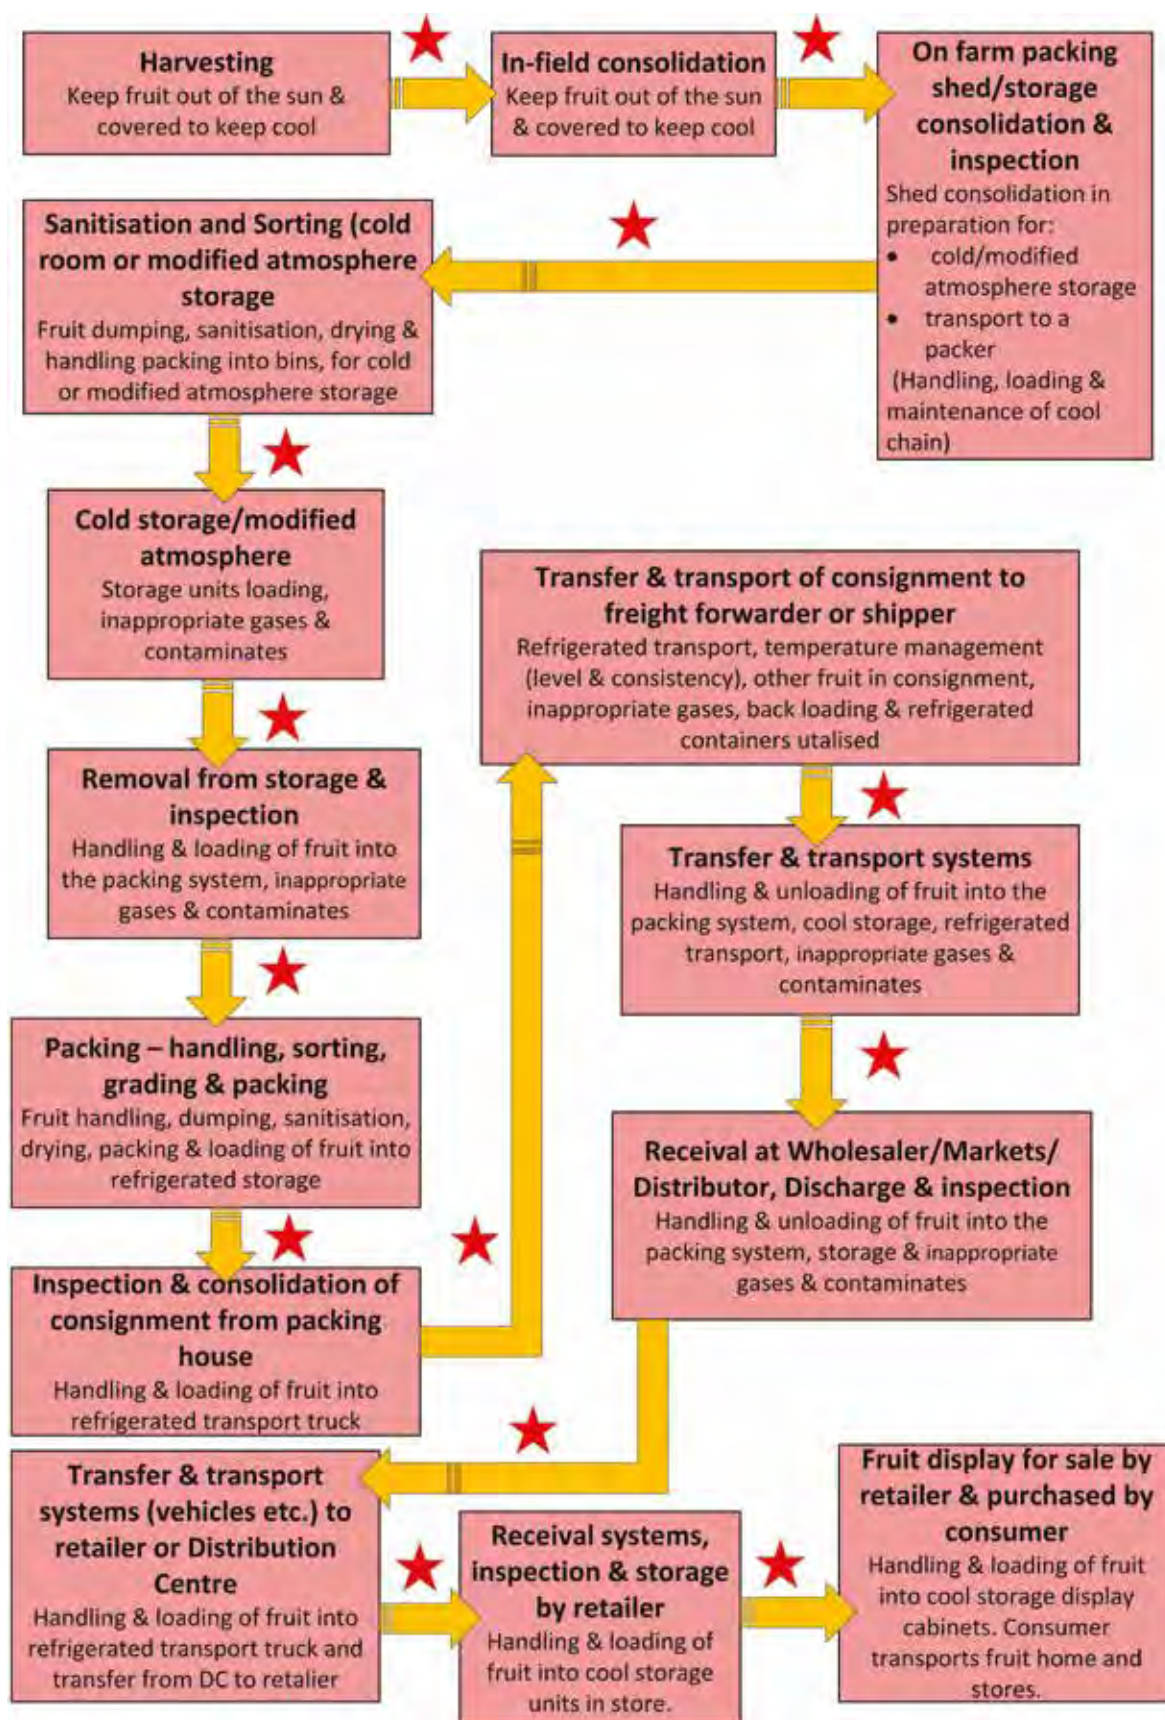 Harvesting
Keep fruit out of the sun &
covered to keep cool
In-field consolidation
Keep fruit out of the sun
& covered to keep cool
On farm packing
shed/storage
consolidation &
inspection
Shed consolidation in
preparation for:
• cold/modified
atmosphere storage
• transport to a
packer
(Handling, loading &
maintenance of cool
chain)
Sanitisation and Sorting (cold
room or modified atmosphere
storage
Fruit dumping, sanitisation, drying &
handling packing into bins, for cold
or modified atmosphere storage
Cold storage/modified
atmosphere
Storage units loading,
inappropriate gases &
contaminates
Removal from storage &
inspection
Handling & loading of fruit into
the packing system, inappropriate
gases & contaminates
Packing – handling, sorting,
grading & packing
Fruit handling, dumping, sanitisation,
drying, packing & loading of fruit into
refrigerated storage
Inspection & consolidation of
consignment from packing
house
Handling & loading of fruit into
refrigerated transport truck
Transfer & transport of consignment to
freight forwarder or shipper
Refrigerated transport, temperature management
(level & consistency), other fruit in consignment,
inappropriate gases, back loading & refrigerated
containers utalised
Transfer & transport systems
Handling & unloading of fruit into the
packing system, cool storage, refrigerated
transport, inappropriate gases &
contaminates
Receival at Wholesaler/Markets/
Distributor, Discharge & inspection
Handling & unloading of fruit into the
packing system, storage & inappropriate
gases & contaminates
Transfer & transport
systems (vehicles etc.) to
retailer or Distribution
Centre
Handling & loading of fruit into
refrigerated transport truck and
transfer from DC to retalier
Receival systems,
inspection & storage
by retailer
Handling & loading of
fruit into cool storage
units in store.
Fruit display for sale by
retailer & purchased by
consumer
Handling & loading of fruit
into cool storage display
cabinets. Consumer
transports fruit home and
stores.